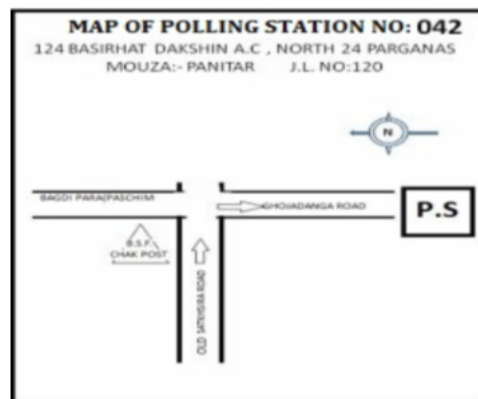 MAP OF POLLING STATION NO: 042
124 BASIRHAT DAKSHIN A.C , NORTH 24 PARGANAS
MOUZA:- PANITAR J.L. NO:120
N
BAGDI PARA(PASCHIM
GHOJADANGA ROAD
P.S
B.S.F.
CHAK POST
OLD SATKHIRA ROAD